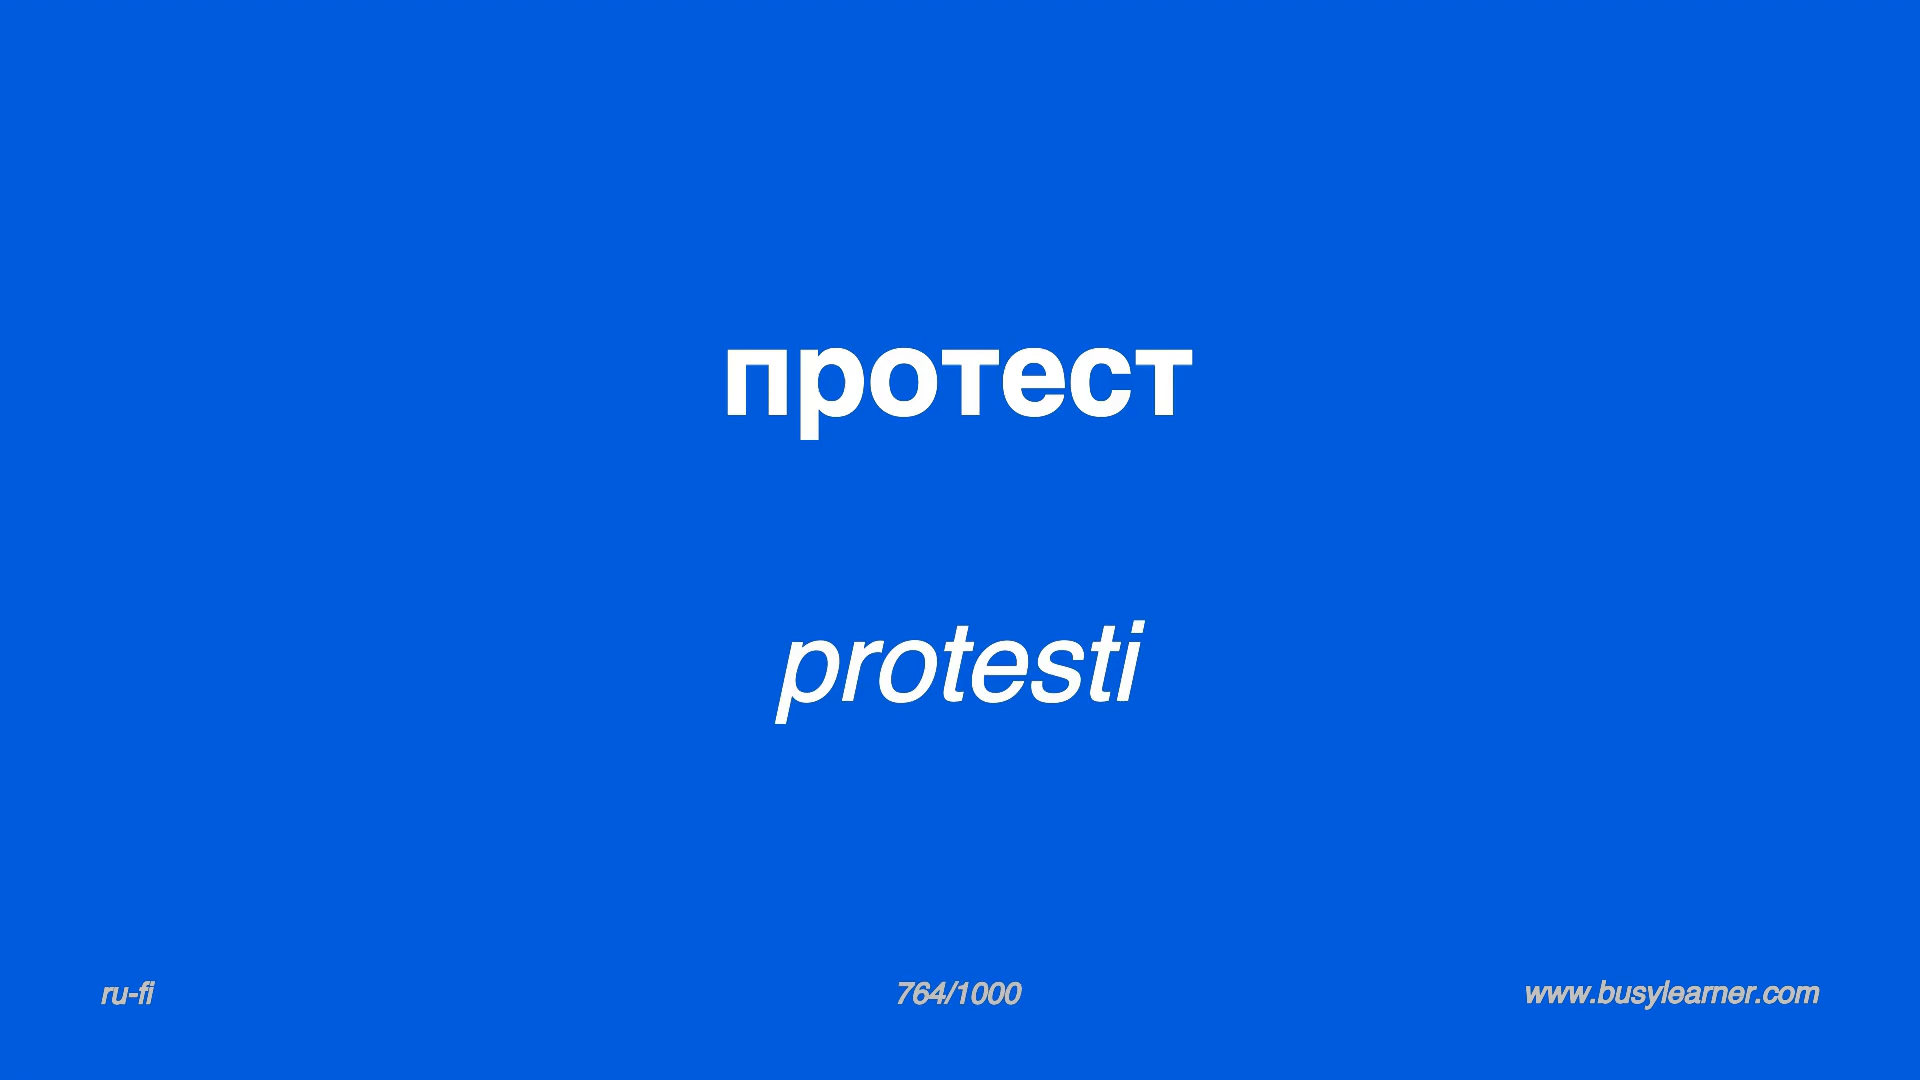 протест
protesti
ru-fi
764/1000
www.busylearner.com